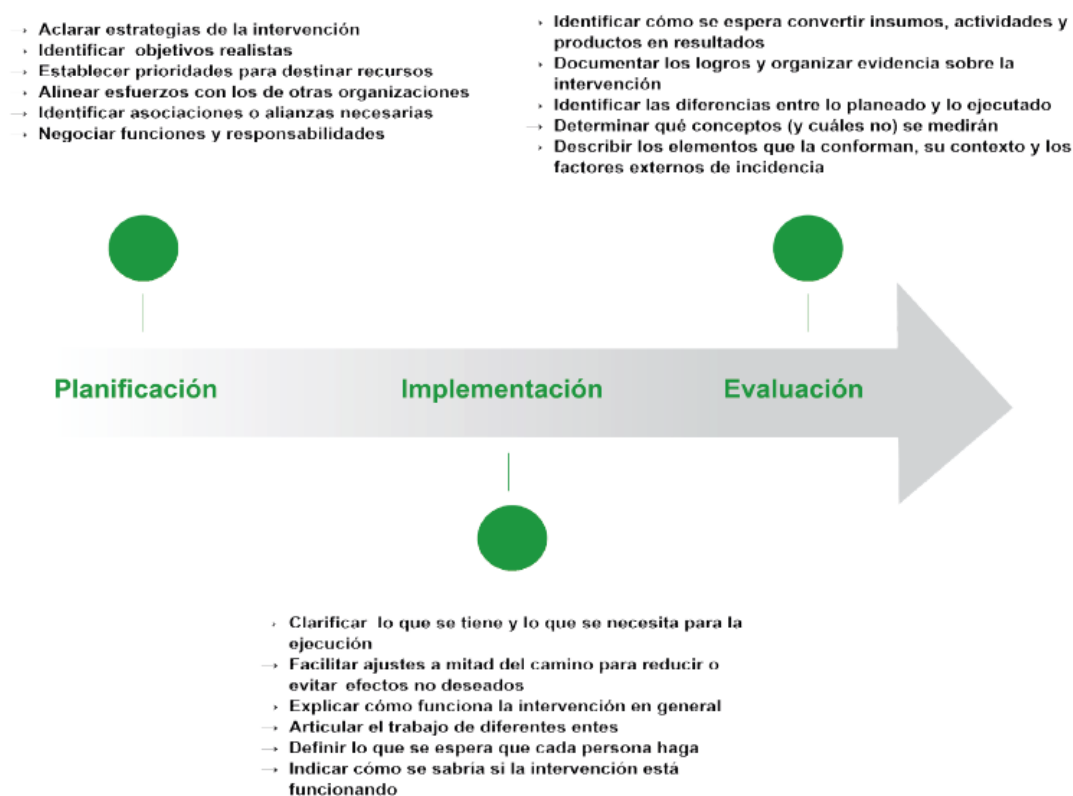 → Aclarar estrategias de la intervención
→ Identificar objetivos realistas
→ Establecer prioridades para destinar recursos
→ Alinear esfuerzos con los de otras organizaciones
→ Identificar asociaciones o alianzas necesarias
→ Negociar funciones y responsabilidades
→ Identificar cómo se espera convertir insumos, actividades y
productos en resultados
→ Documentar los logros y organizar evidencia sobre la
intervención
→ Identificar las diferencias entre lo planeado y lo ejecutado
→ Determinar qué conceptos (y cuáles no) se medirán
→ Describir los elementos que la conforman, su contexto y los
factores externos de incidencia
Planificación
Implementación
Evaluación
→ Clarificar lo que se tiene y lo que se necesita para la
ejecución
→ Facilitar ajustes a mitad del camino para reducir o
evitar efectos no deseados
→ Explicar cómo funciona la intervención en general
→ Articular el trabajo de diferentes entes
→ Definir lo que se espera que cada persona haga
→ Indicar cómo se sabría si la intervención está
funcionando